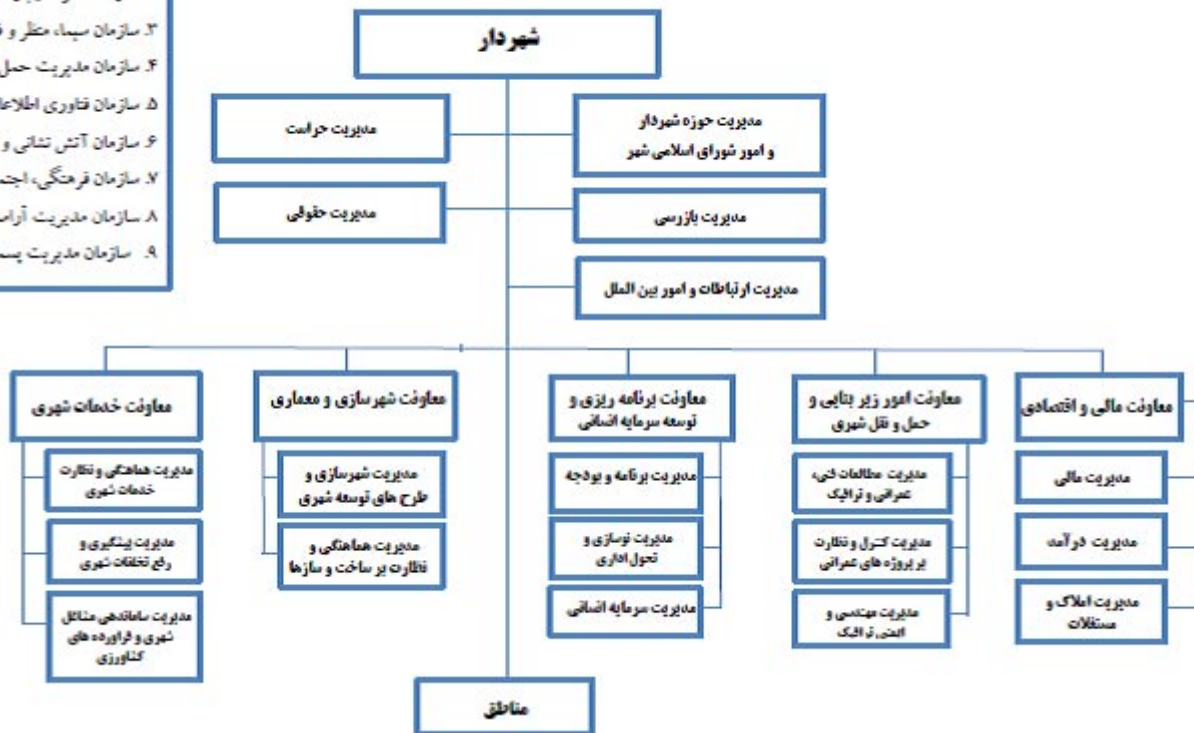 ۳. سازمان سیما، منظر و
۴. سازمان مدیریت حمل
۵. سازمان فناوری
۶. سازمان آتش نشانی و
۷. سازمان فرهنگی،
۸. سازمان مدیریت
۹. سازمان مدیریت
شهردار
مدیریت حوزه شهردار
و امور شورای اسلامی شهر
مدیریت حراست
مدیریت بازرسی
مدیریت حقوقی
مدیریت ارتباطات و امور بین الملل
معاونت مالی و اقتصادی
مدیریت مالی
مدیریت درآمد
مدیریت املاک و
مستغلات
معاونت امور زیر بنایی و
حمل و نقل شهری
مدیریت مطالعات فنی،
عمرانی و ترافیک
مدیریت کنترل و نظارت
بر پروژه های عمرانی
مدیریت مهندسی و
ایمنی ترافیک
معاونت برنامه ریزی و
توسعه سرمایه انسانی
مدیریت برنامه و بودجه
مدیریت نوسازی و
تحول اداری
مدیریت سرمایه انسانی
معاونت شهرسازی و معماری
مدیریت شهرسازی و
طرح های توسعه شهری
مدیریت هماهنگی و
نظارت بر ساخت و سازها
معاونت خدمات شهری
مدیریت هماهنگی و نظارت
خدمات شهری
مدیریت پیشگیری و
رفع تخلفات شهری
مدیریت ساماندهی مشاغل
شهری و فراورده های
کشاورزی
مناطق